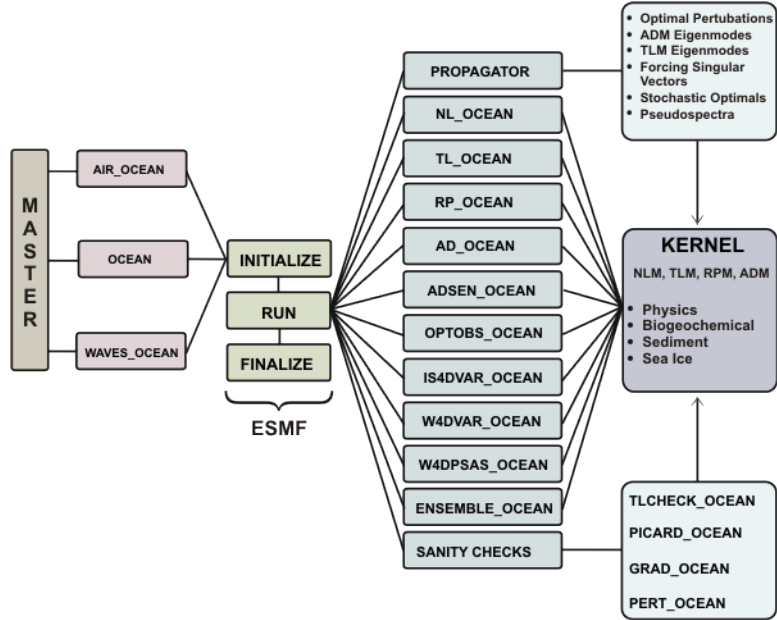 MASTER
AIR_OCEAN
OCEAN
WAVES_OCEAN
INITIALIZE
RUN
FINALIZE
ESMF
PROPAGATOR
NL_OCEAN
TL_OCEAN
RP_OCEAN
AD_OCEAN
ADSEN_OCEAN
OPTOBS_OCEAN
IS4DVAR_OCEAN
W4DVAR_OCEAN
W4DPSAS_OCEAN
ENSEMBLE_OCEAN
SANITY CHECKS
• Optimal Pertubations
• ADM Eigenmodes
• TLM Eigenmodes
• Forcing Singular
Vectors
• Stochastic Optimals
• Pseudospectra
KERNEL
NLM, TLM, RPM, ADM
• Physics
• Biogeochemical
• Sediment
• Sea Ice
TLCHECK_OCEAN
PICARD_OCEAN
GRAD_OCEAN
PERT_OCEAN